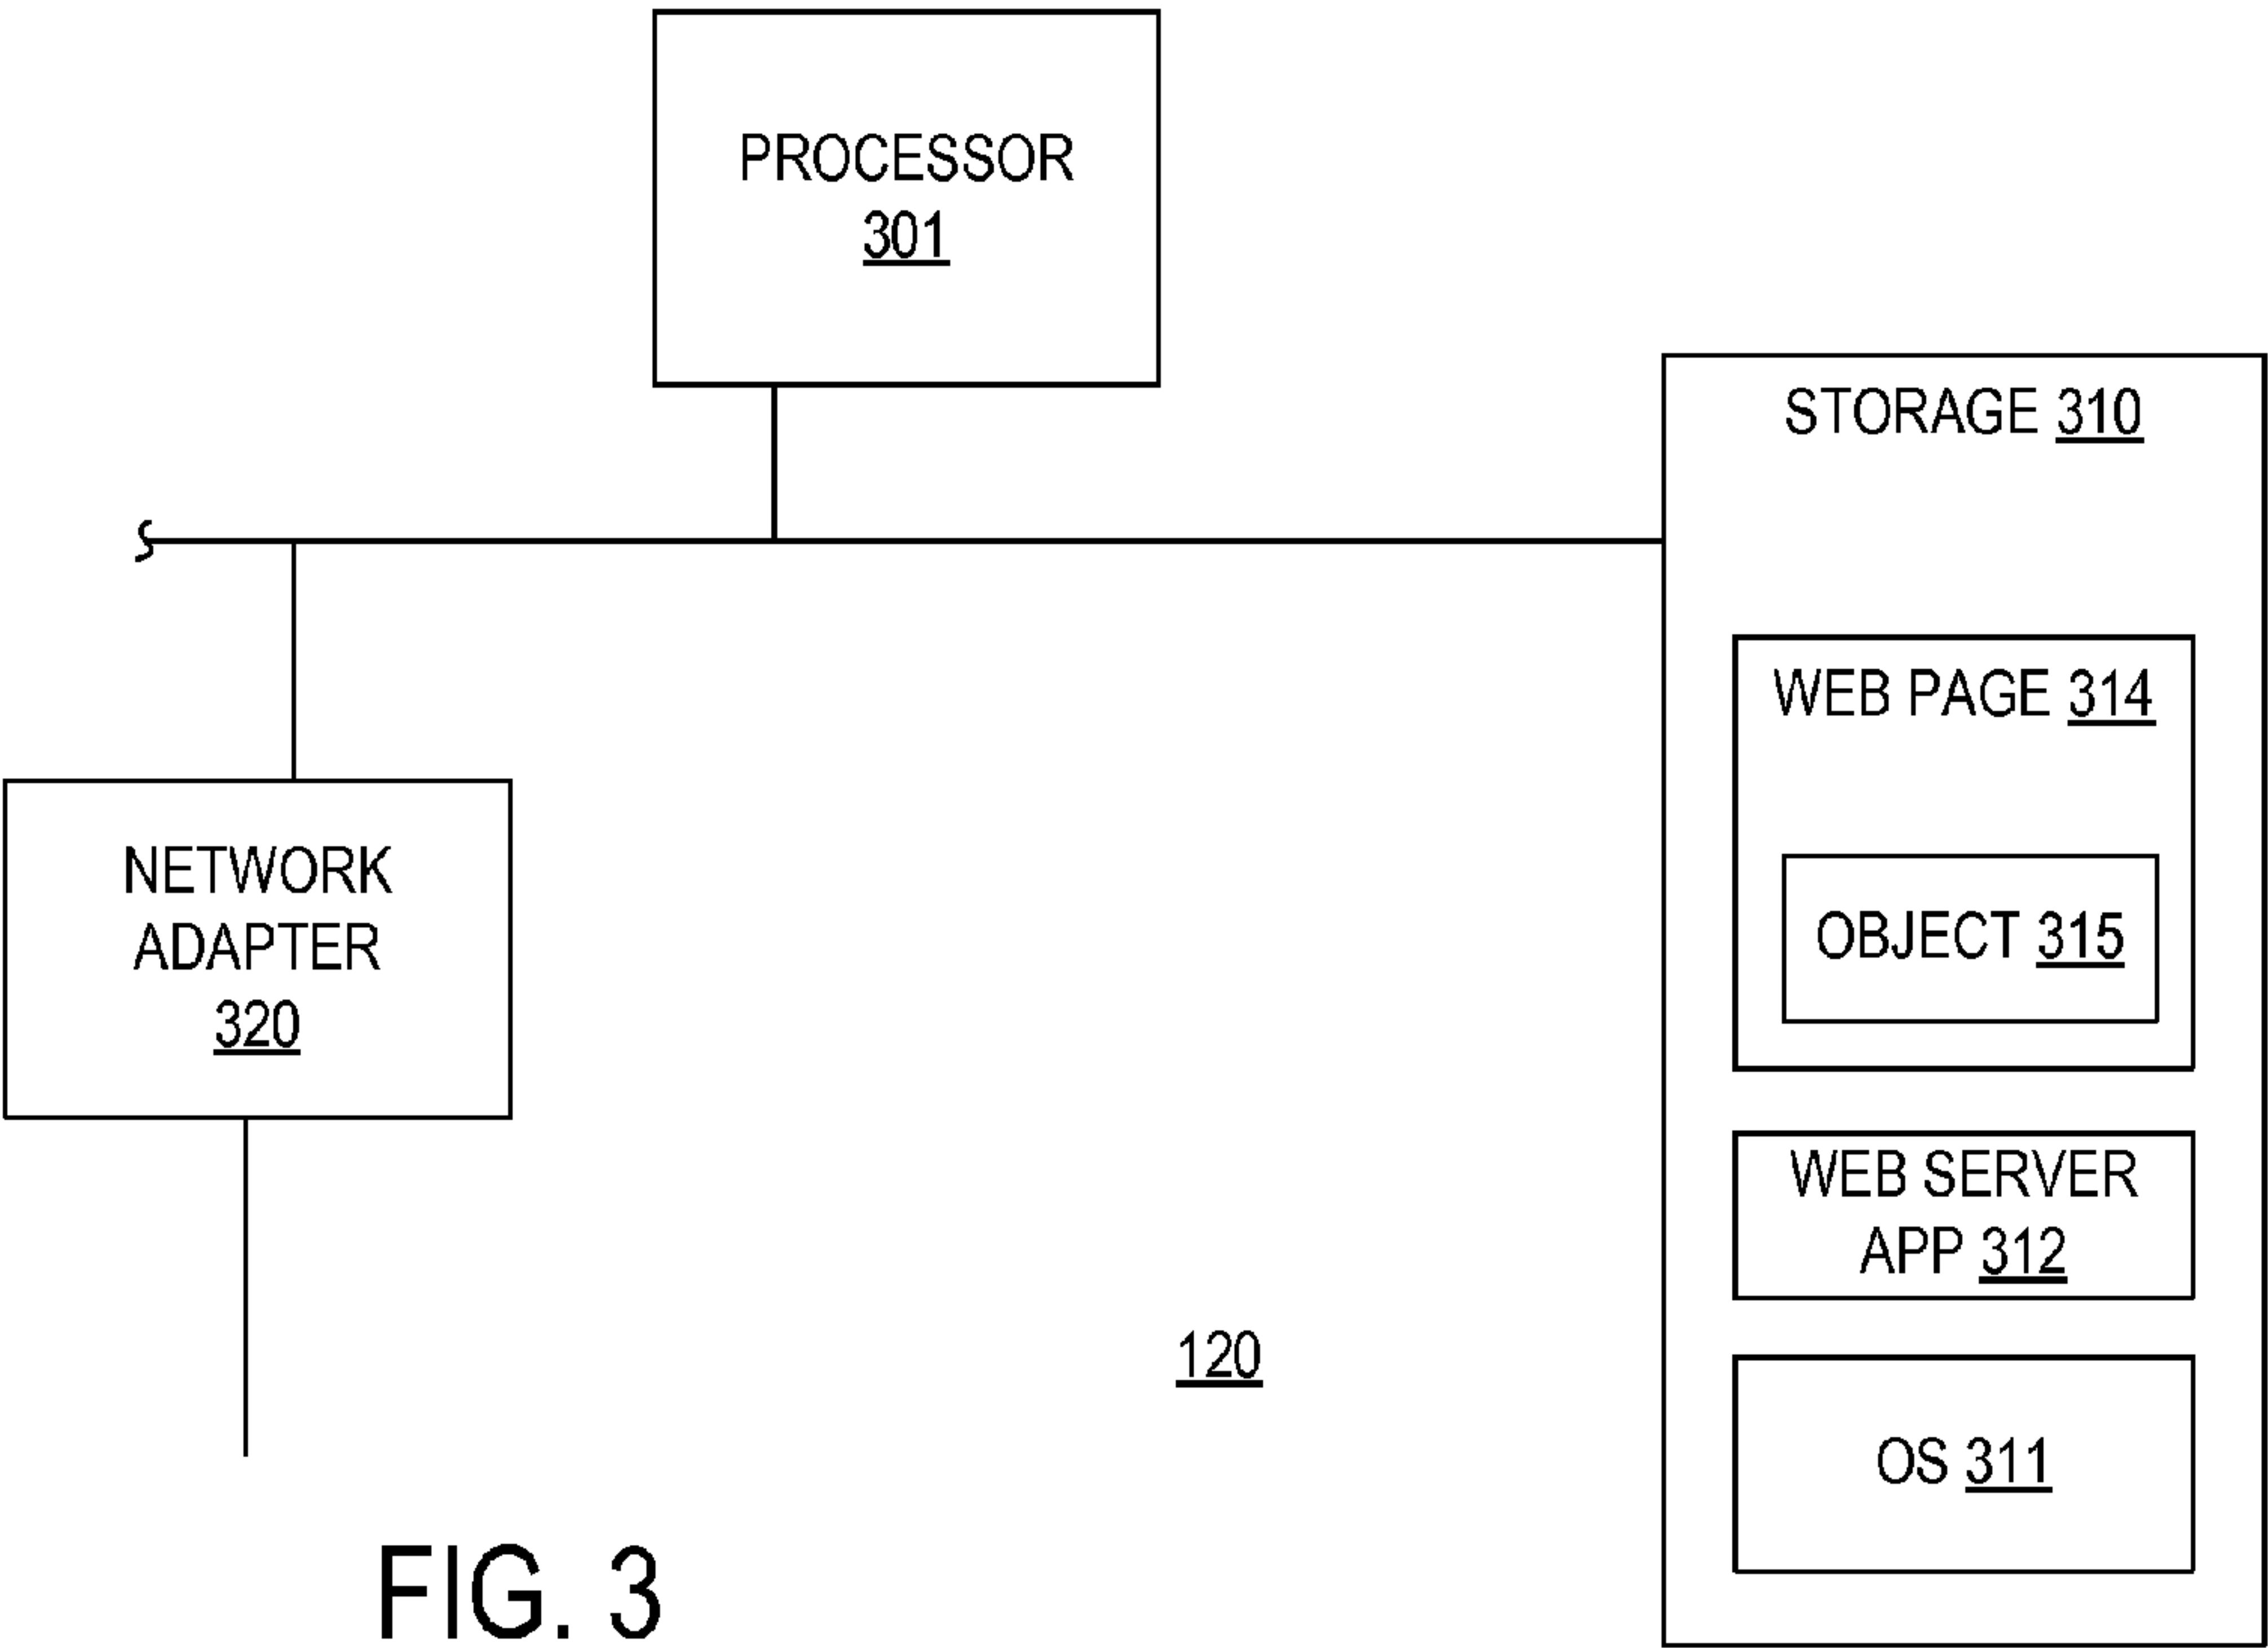 PROCESSOR
301
STORAGE 310
WEB PAGE 314
OBJECT 315
NETWORK
ADAPTER
320
WEB SERVER
APP 312
120
OS 311
FIG. 3